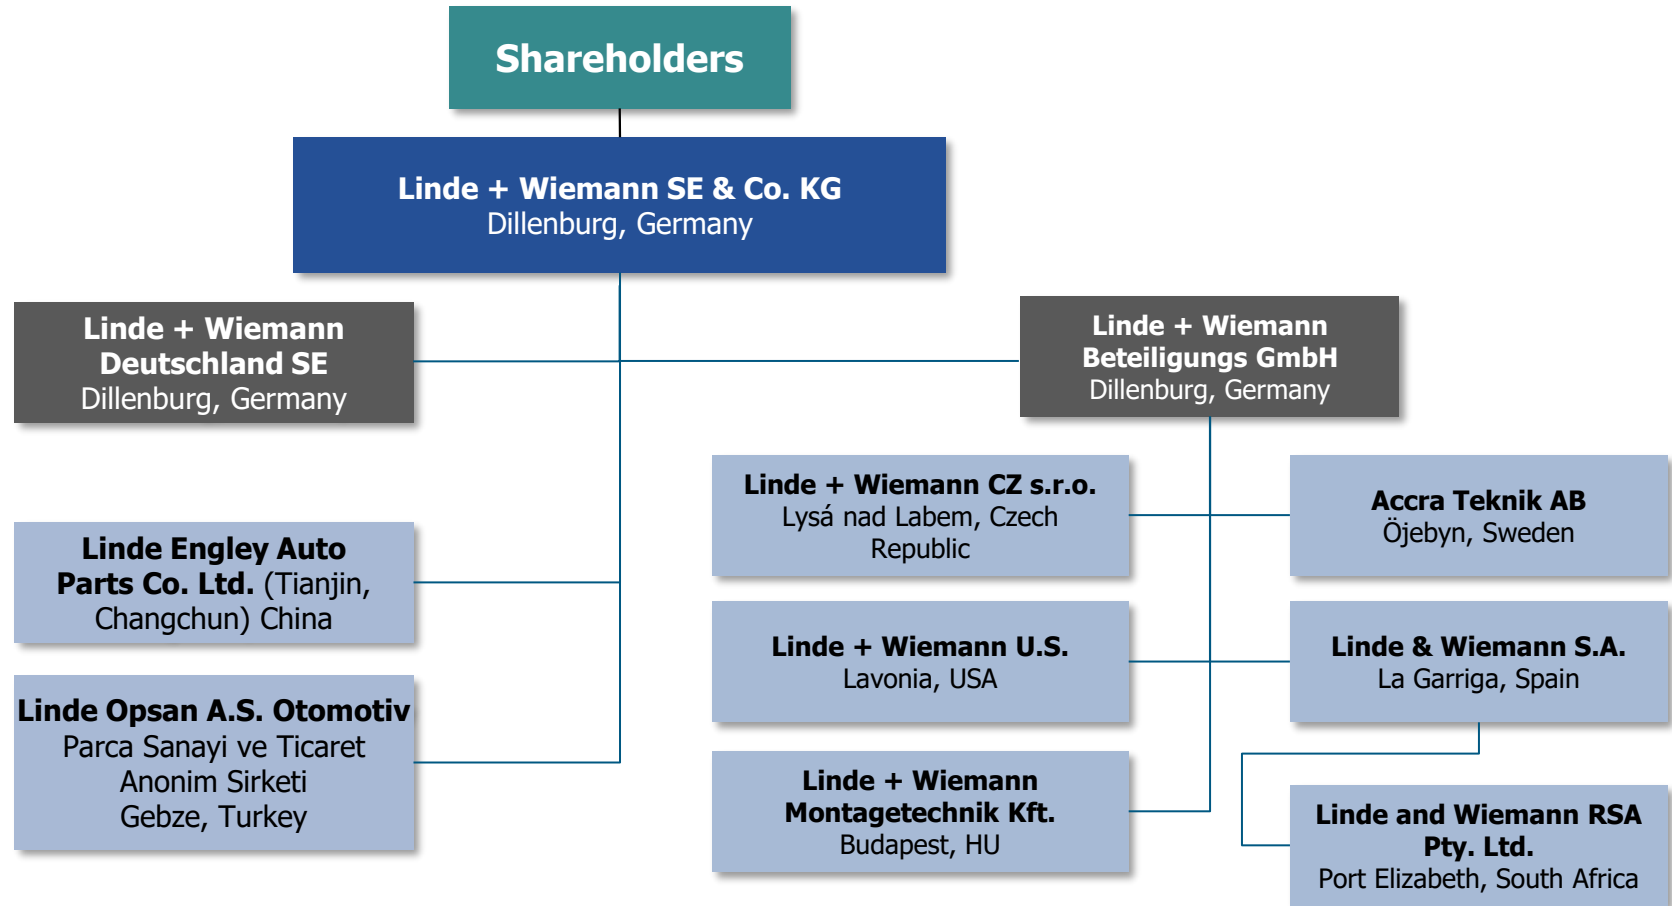 Shareholders
Linde + Wiemann SE & Co. KG
Dillenburg, Germany
Linde + Wiemann
Deutschland SE
Dillenburg, Germany
Linde + Wiemann
Beteiligungs GmbH
Dillenburg, Germany
Linde Engley Auto
Parts Co. Ltd. (Tianjin,
Changchun) China
Linde Opsan A.S. Otomotiv
Parca Sanayi ve Ticaret
Anonim Sirketi
Gebze, Turkey
Linde + Wiemann CZ s.r.o.
Lysá nad Labem, Czech
Republic
Accra Teknik AB
Öjebyn, Sweden
Linde + Wiemann U.S.
Lavonia, USA
Linde & Wiemann S.A.
La Garriga, Spain
Linde + Wiemann
Montagetechnik Kft.
Budapest, HU
Linde and Wiemann RSA
Pty. Ltd.
Port Elizabeth, South Africa